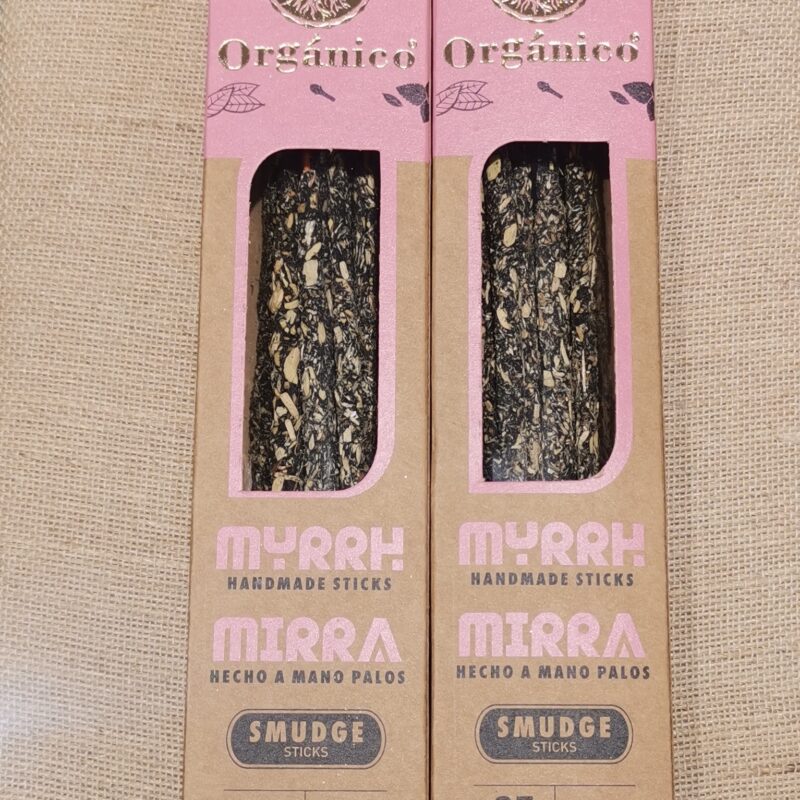 Orgánico
MYRRH
HANDMADE STICKS
MIRRA
HECHO A MANO PALOS
SMUDGE
STICKS
Orgánico
MYRRH
HANDMADE STICKS
MIRRA
HECHO A MANO PALOS
SMUDGE
STICKS